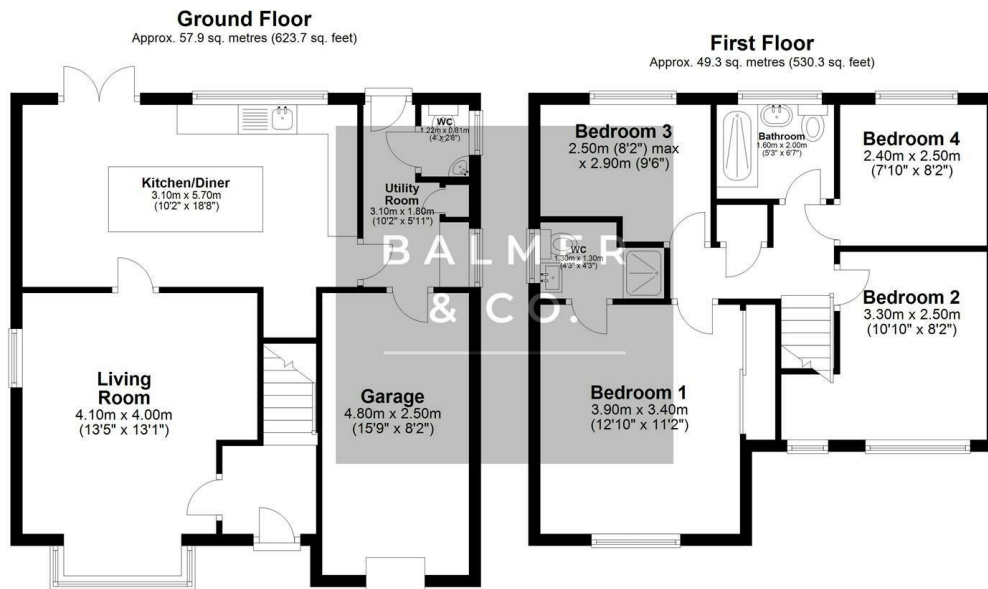 Ground Floor
Approx. 57.9 sq. metres (623.7 sq. feet)
WC
1.22m x 0.81m
(4' x 2'8")
Kitchen/Diner
3.10m x 5.70m
(10'2" x 18'8")
Utility
Room
3.10m x 1.80m
(10'2" x 5'11")
Living
Room
4.10m x 4.00m
(13'5" x 13'1")
Garage
4.80m x 2.50m
(15'9" x 8'2")
BALMER
& CO.
First Floor
Approx. 49.3 sq. metres (530.3 sq. feet)
Bedroom 3
2.50m (8'2") max
x 2.90m (9'6")
Bathroom
1.60m x 2.00m
(5'3" x 6'7")
Bedroom 4
2.40m x 2.50m
(7'10" x 8'2")
WC
1.30m x 1.30m
(4'3" x 4'3")
Bedroom 2
3.30m x 2.50m
(10'10" x 8'2")
Bedroom 1
3.90m x 3.40m
(12'10" x 11'2")